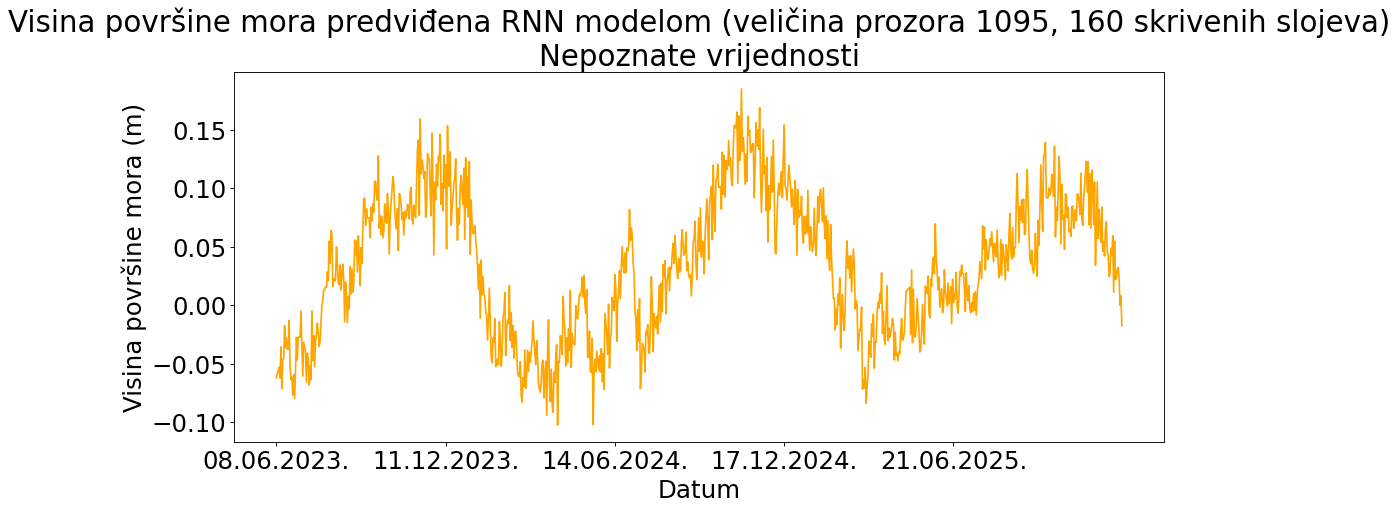 Visina površine mora predviđena RNN modelom (veličina prozora 1095, 160 skrivenih slojeva)
Nepoznate vrijednosti
Visina površine mora (m)
0.15
0.10
0.05
0.00
−0.05
−0.10
08.06.2023. 11.12.2023. 14.06.2024. 17.12.2024. 21.06.2025.
Datum